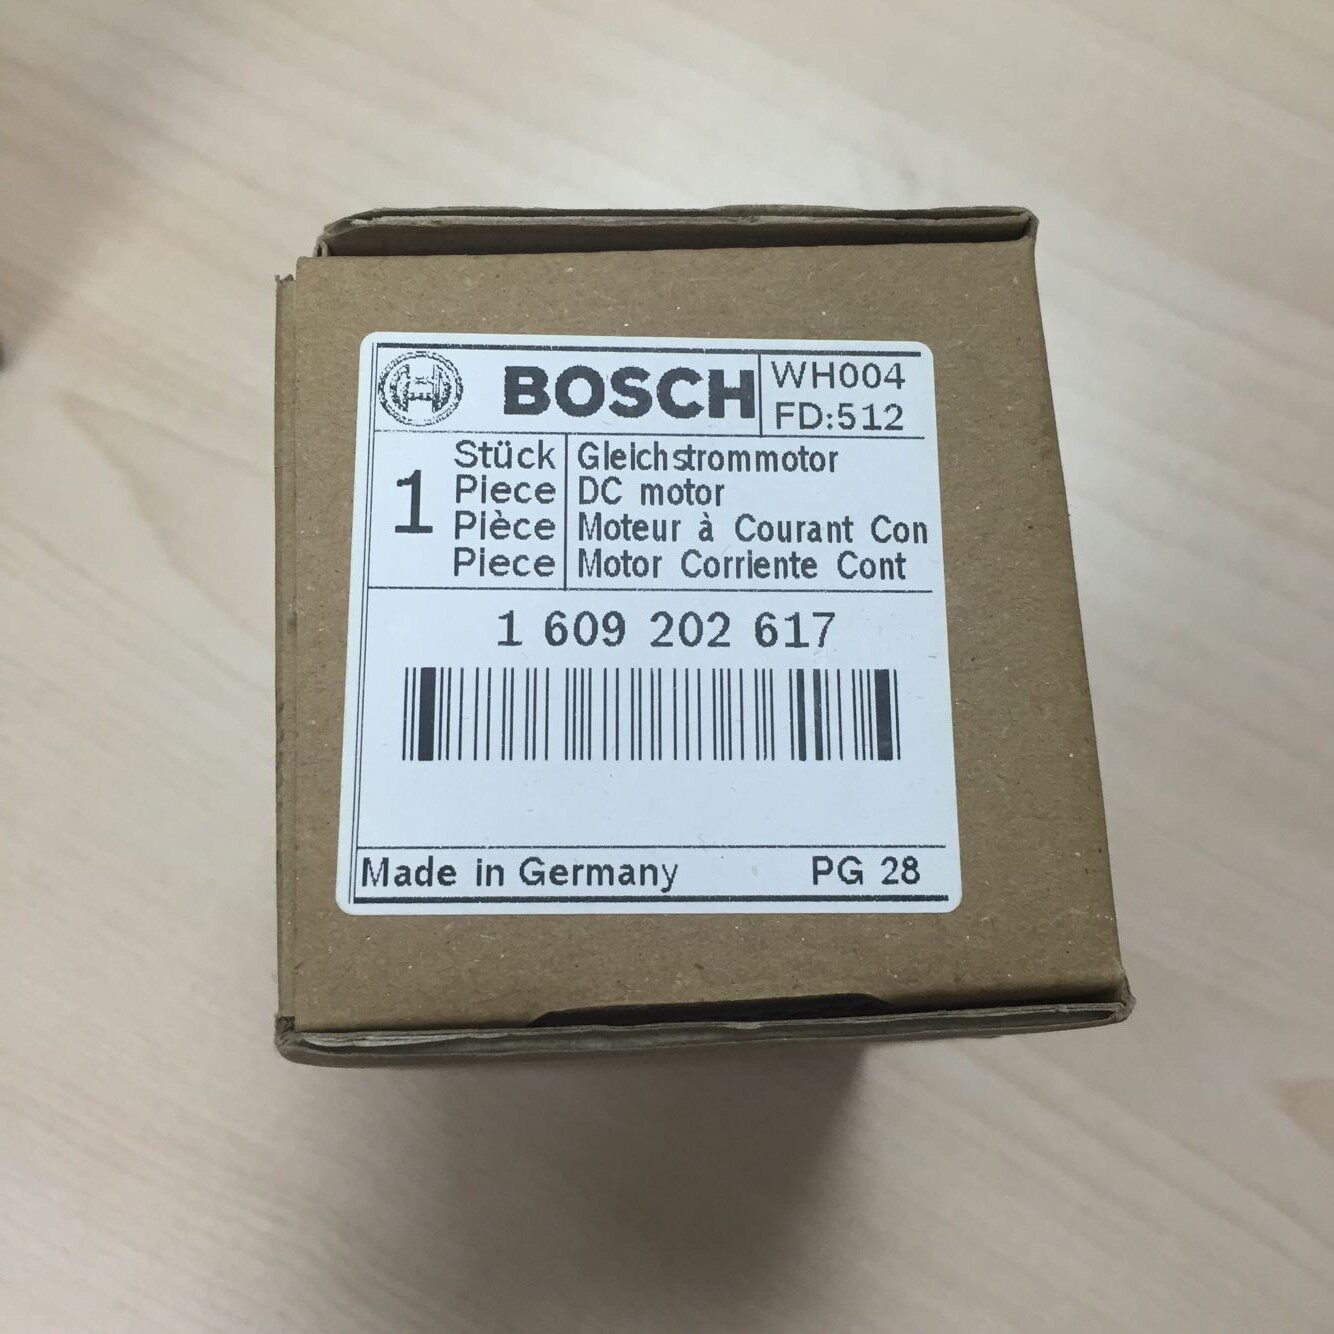 BOSCH
WH004
FD:512
1
Stück Gleichstrommotor
Piece DC motor
Pièce Moteur à Courant Con
Piece Motor Corriente Cont
1 609 202 617
Made in Germany PG 28